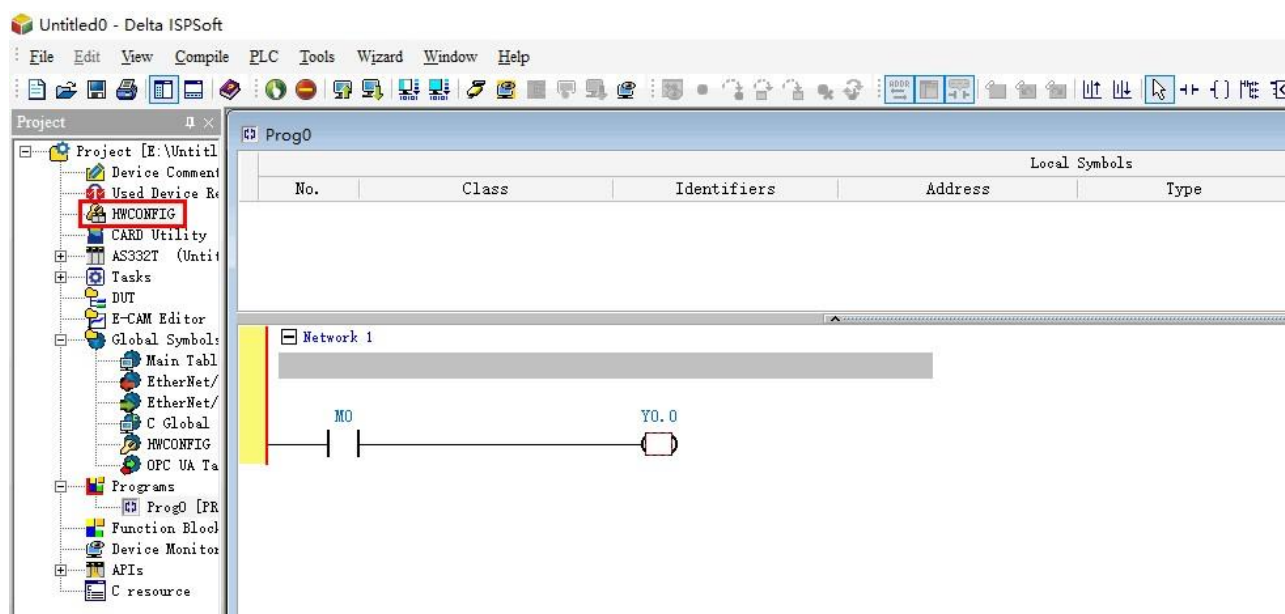 Untitled0 - Delta ISPSoft
File Edit View Compile PLC Tools Wizard Window Help
Project
Project [E:\Untitl
Device Comment
Used Device Re
HWCONFIG
CARD Utility
AS332T (Untit
Tasks
DUT
E-CAM Editor
Global Symbols
Main Tabl
EtherNet/
EtherNet/
C Global
HWCONFIG
OPC UA Ta
Programs
Prog0 [PR
Function Block
Device Monitor
APIs
C resource
Prog0
Local Symbols
No. Class Identifiers Address Type
Network 1
M0 Y0.0